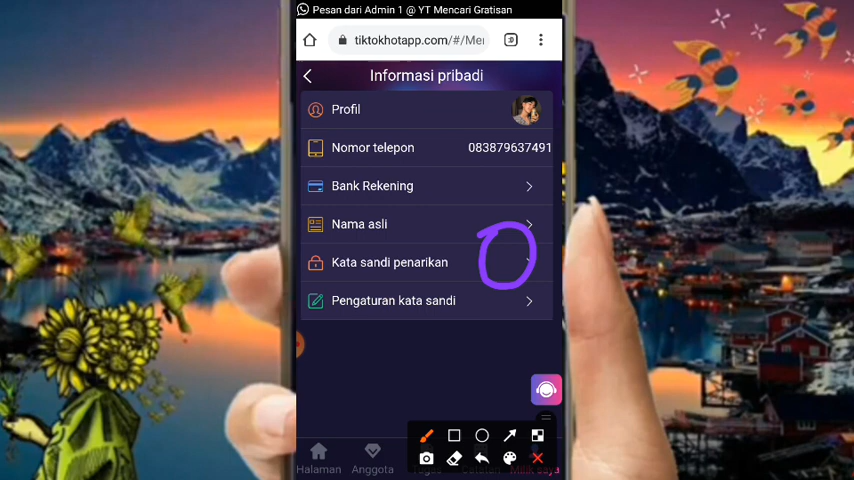 Pesan dari Admin 1 @ YT Mencari Gratisan
tiktokhotapp.com/#/Me
Informasi pribadi
Profil
Nomor telepon 083879637491
Bank Rekening
Nama asli
Kata sandi penarikan
Pengaturan kata sandi
Halaman Anggota